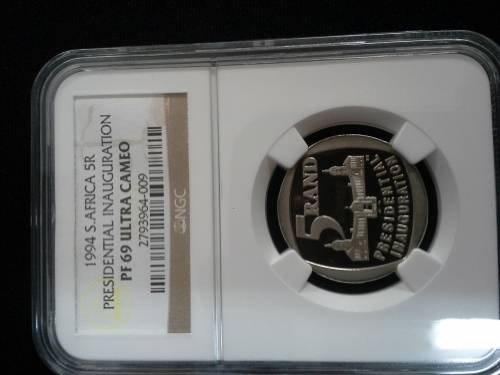 1994 S.AFRICA 5R
PRESIDENTIAL INAUGURATION
PF 69 ULTRA CAMEO
2793964-009
NGC
5
RAND
PRESIDENTIAL
INAUGURATION